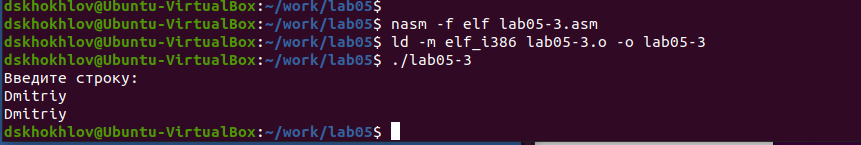 dskhokhlov@Ubuntu-VirtualBox:~/work/lab05$
dskhokhlov@Ubuntu-VirtualBox:~/work/lab05$ nasm -f elf lab05-3.asm
dskhokhlov@Ubuntu-VirtualBox:~/work/lab05$ ld -m elf_i386 lab05-3.o -o lab05-3
dskhokhlov@Ubuntu-VirtualBox:~/work/lab05$ ./lab05-3
Введите строку:
Dmitriy
Dmitriy
dskhokhlov@Ubuntu-VirtualBox:~/work/lab05$